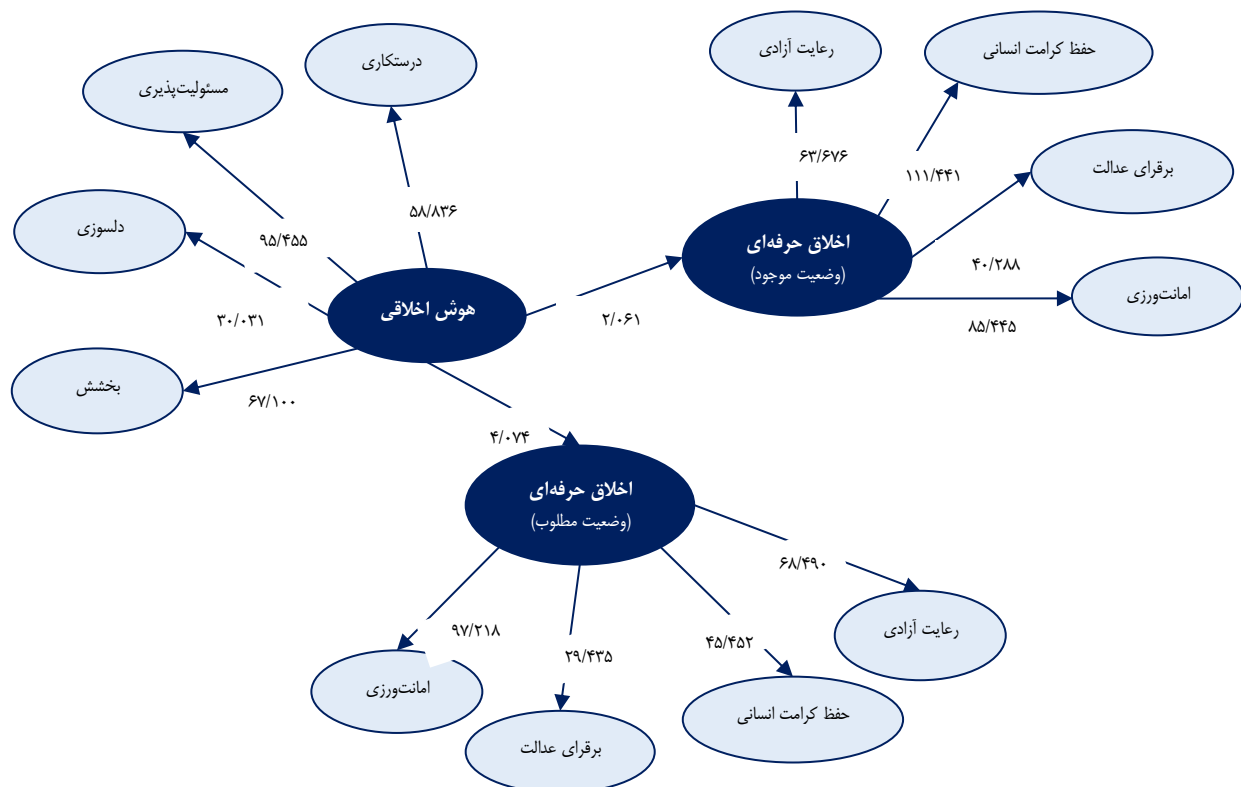 رعایت آزادی
حفظ کرامت انسانی
درستکاری
مسئولیت‌پذیری
۶۳/۶۷۶
۱۱۱/۴۴۱
برقرای عدالت
۵۸/۸۳۶
دلسوزی
۹۵/۴۵۵
اخلاق حرفه‌ای
(وضعیت موجود)
۴۰/۲۸۸
امانت‌ورزی
هوش اخلاقی
۳۰/۰۳۱
۲/۰۶۱
۸۵/۴۴۵
بخشش
۶۷/۱۰۰
۴/۰۷۴
اخلاق حرفه‌ای
(وضعیت مطلوب)
۶۸/۴۹۰
۹۷/۲۱۸
۲۹/۴۳۵
۴۵/۴۵۲
رعایت آزادی
امانت‌ورزی
حفظ کرامت انسانی
برقرای عدالت